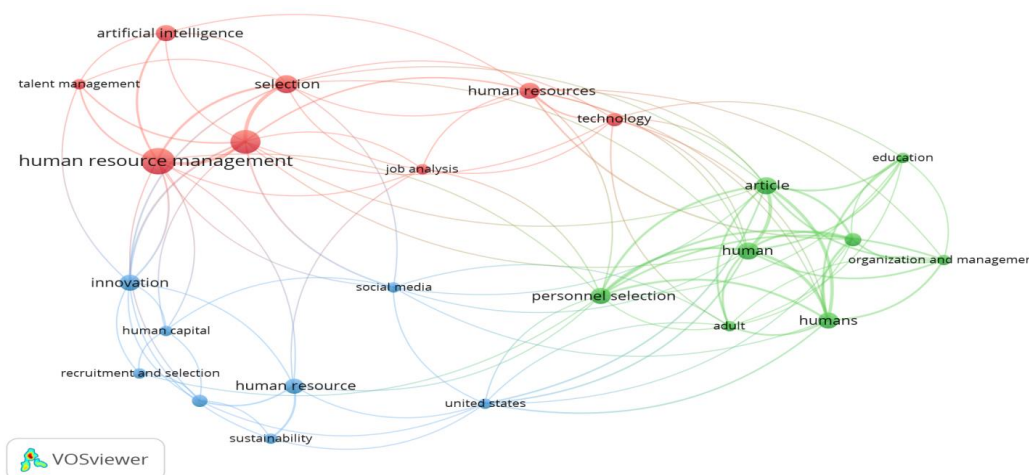 artificial intelligence
talent management
selection
human resources
technology
human resource management
job analysis
education
article
human
organization and management
innovation
social media
personnel selection
adult
humans
human capital
recruitment and selection
human resource
united states
sustainability
VOSviewer